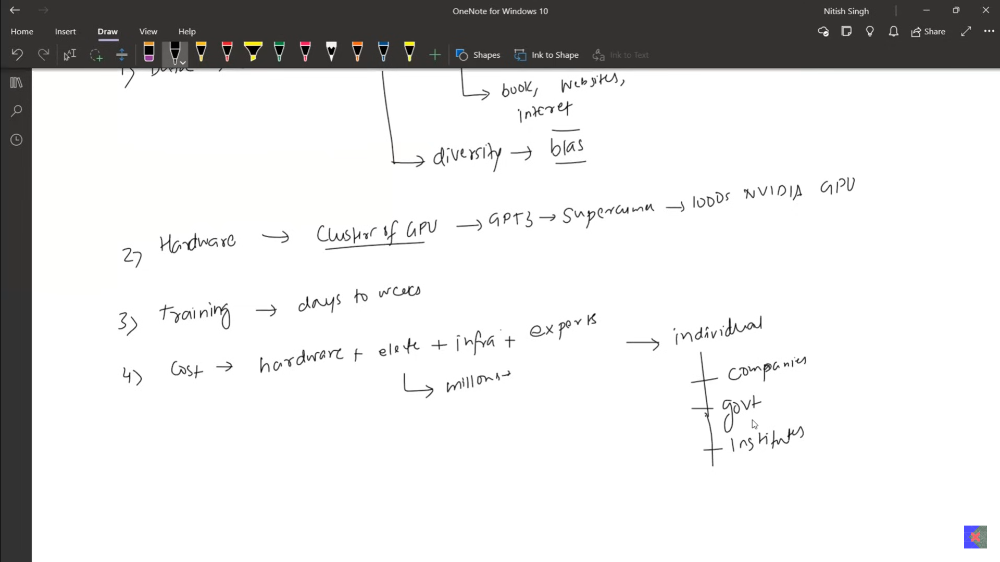 OneNote for Windows 10
Nitish Singh
Home Insert Draw View Help
Share
Shapes Ink to Shape Ink to Text
1)
book, Websites,
interet
diversity → bias
2) Hardware → Cluster of GPU → GPT3 → Supercumu → 1000s NVIDIA GPU
3) training → days to weeks
4) Cost → hardware + elete + infra + experts → individual
millons→
companies
govt
Institutes